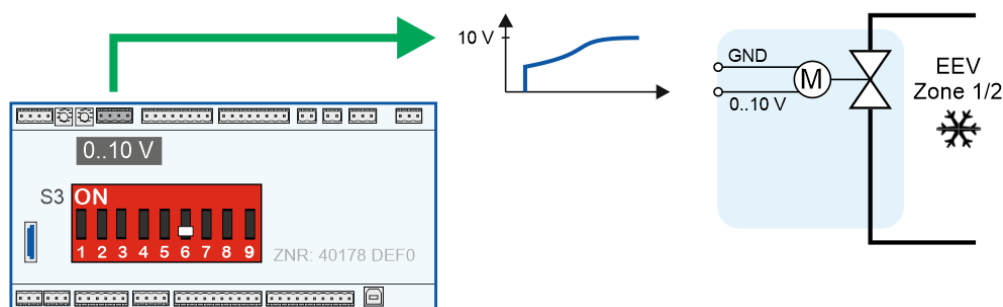 10 V
GND
M
0..10 V
EEV
Zone 1/2
0..10 V
S3
ON
1 2 3 4 5 6 7 8 9
ZNR: 40178 DEF0